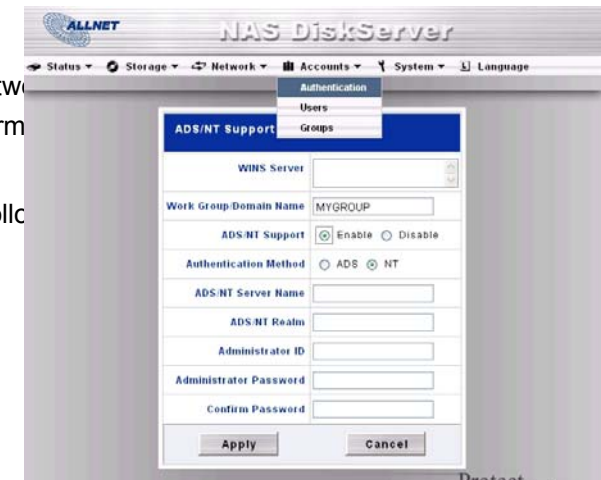 ALLNET
NAS DiskServer
Status Storage Network Accounts System Language
Authentication
Users
Groups
ADS/NT Support
WINS Server
Work Group/Domain Name MYGROUP
ADS/NT Support Enable Disable
Authentication Method ADS NT
ADS/NT Server Name
ADS/NT Realm
Administrator ID
Administrator Password
Confirm Password
Apply Cancel